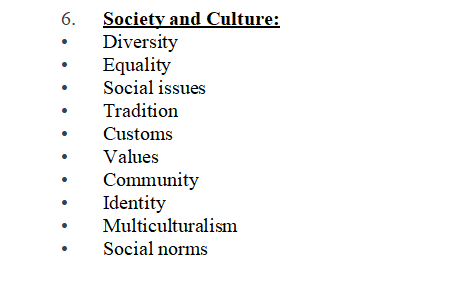 6. Society and Culture:
• Diversity
• Equality
• Social issues
• Tradition
• Customs
• Values
• Community
• Identity
• Multiculturalism
• Social norms